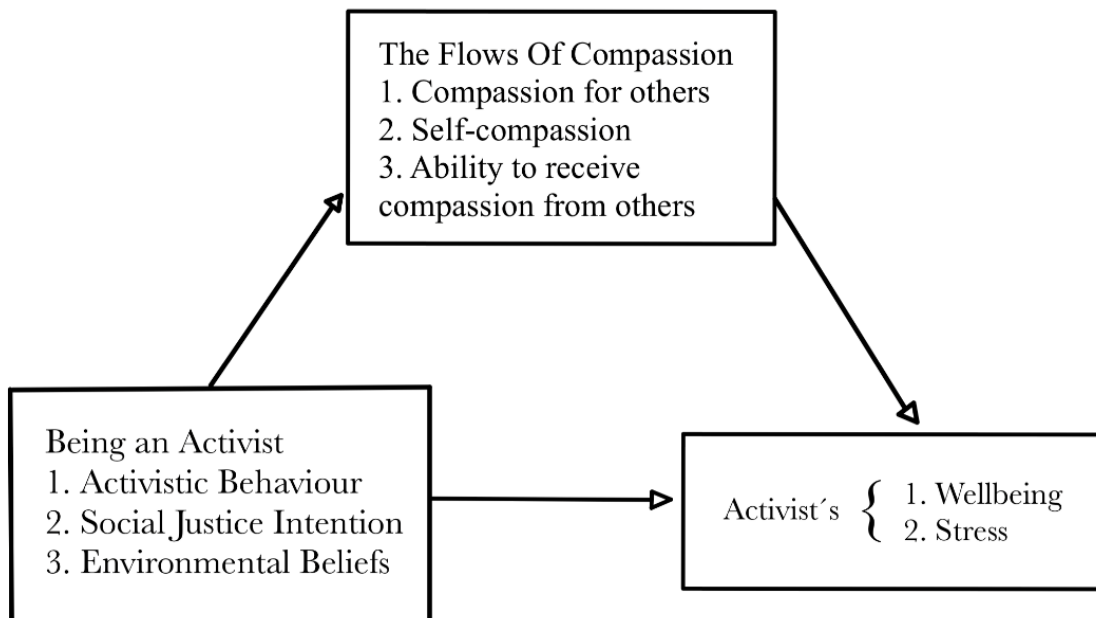 The Flows Of Compassion
1. Compassion for others
2. Self-compassion
3. Ability to receive
compassion from others
Being an Activist
1. Activistic Behaviour
2. Social Justice Intention
3. Environmental Beliefs
Activist´s { 1. Wellbeing
2. Stress